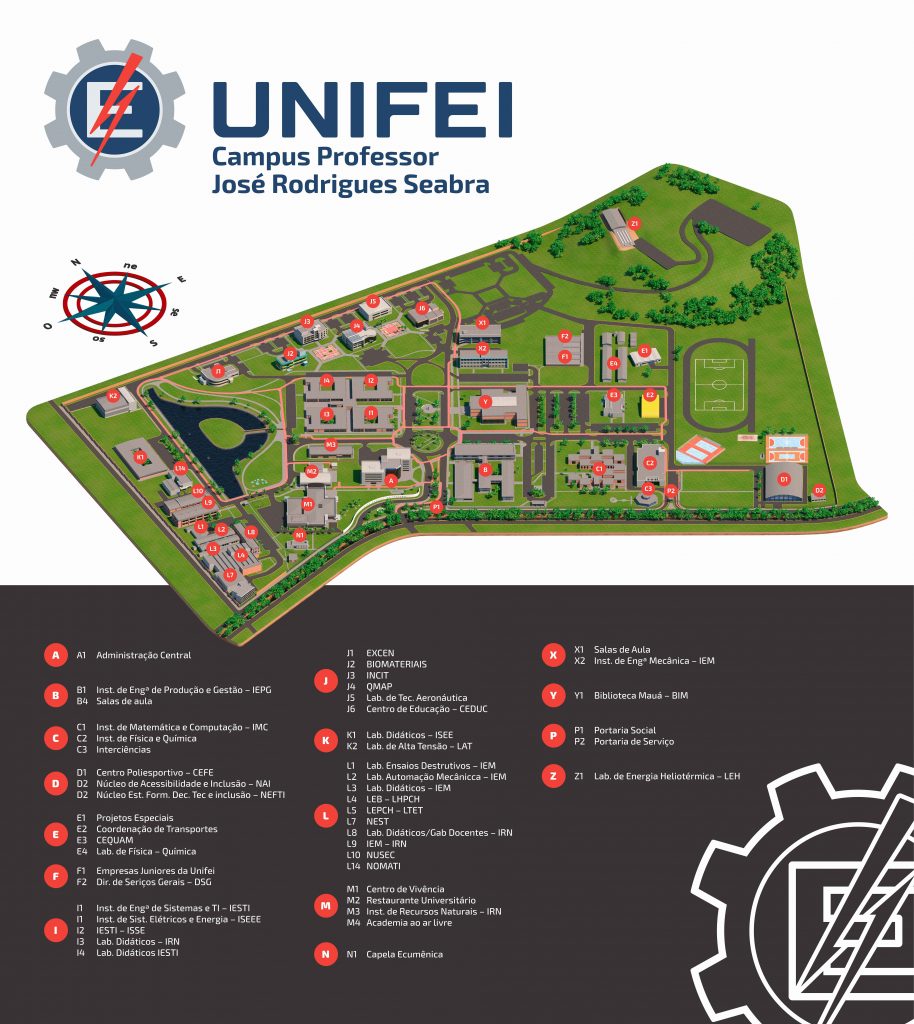 E
UNIFEI
Campus Professor
José Rodrigues Seabra
N
ne
E
se
S
so
O
nw
Z1
J5
J6
J3
J4
J2
X1
X2
F2
F1
E4
E1
I1
I4
I2
I3
I1
K2
Y
E3
E2
M3
K1
L14
L10
L9
M2
A
B
C1
C2
C3
P2
D1
D2
M1
P1
L1
L2
L8
L3
L4
L7
N1
A
A1 Administração Central
B
B1 Inst. de Engª de Produção e Gestão – IEPG
B4 Salas de aula
C
C1 Inst. de Matemática e Computação – IMC
C2 Inst. de Física e Química
C3 Interciências
D
D1 Centro Poliesportivo – CEFE
D2 Núcleo de Acessibilidade e Inclusão – NAI
D2 Núcleo Est. Form. Dec. Tec e inclusão – NEFTI
E
E1 Projetos Especiais
E2 Coordenação de Transportes
E3 CEQUAM
E4 Lab. de Física – Química
F
F1 Empresas Juniores da Unifei
F2 Dir. de Seriços Gerais – DSG
I
I1 Inst. de Engª de Sistemas e TI – IESTI
I1 Inst. de Sist. Elétricos e Energia – ISEEE
I2 IESTI – ISSE
I3 Lab. Didáticos – IRN
I4 Lab. Didáticos IESTI
J
J1 EXCEN
J2 BIOMATERIAIS
J3 INCIT
J4 QMAP
J5 Lab. de Tec. Aeronáutica
J6 Centro de Educação – CEDUC
K
K1 Lab. Didáticos – ISEE
K2 Lab. de Alta Tensão – LAT
L
L1 Lab. Ensaios Destrutivos – IEM
L2 Lab. Automação Mecânicca – IEM
L3 Lab. Didáticos – IEM
L4 LEB – LHPCH
L5 LEPCH – LTET
L7 NEST
L8 Lab. Didáticos/Gab Docentes – IRN
L9 IEM – IRN
L10 NUSEC
L14 NOMATI
M
M1 Centro de Vivência
M2 Restaurante Universitário
M3 Inst. de Recursos Naturais – IRN
M4 Academia ao ar livre
N
N1 Capela Ecumênica
X
X1 Salas de Aula
X2 Inst. de Engª Mecânica – IEM
Y
Y1 Biblioteca Mauá – BIM
P
P1 Portaria Social
P2 Portaria de Serviço
Z
Z1 Lab. de Energia Heliotérmica – LEH